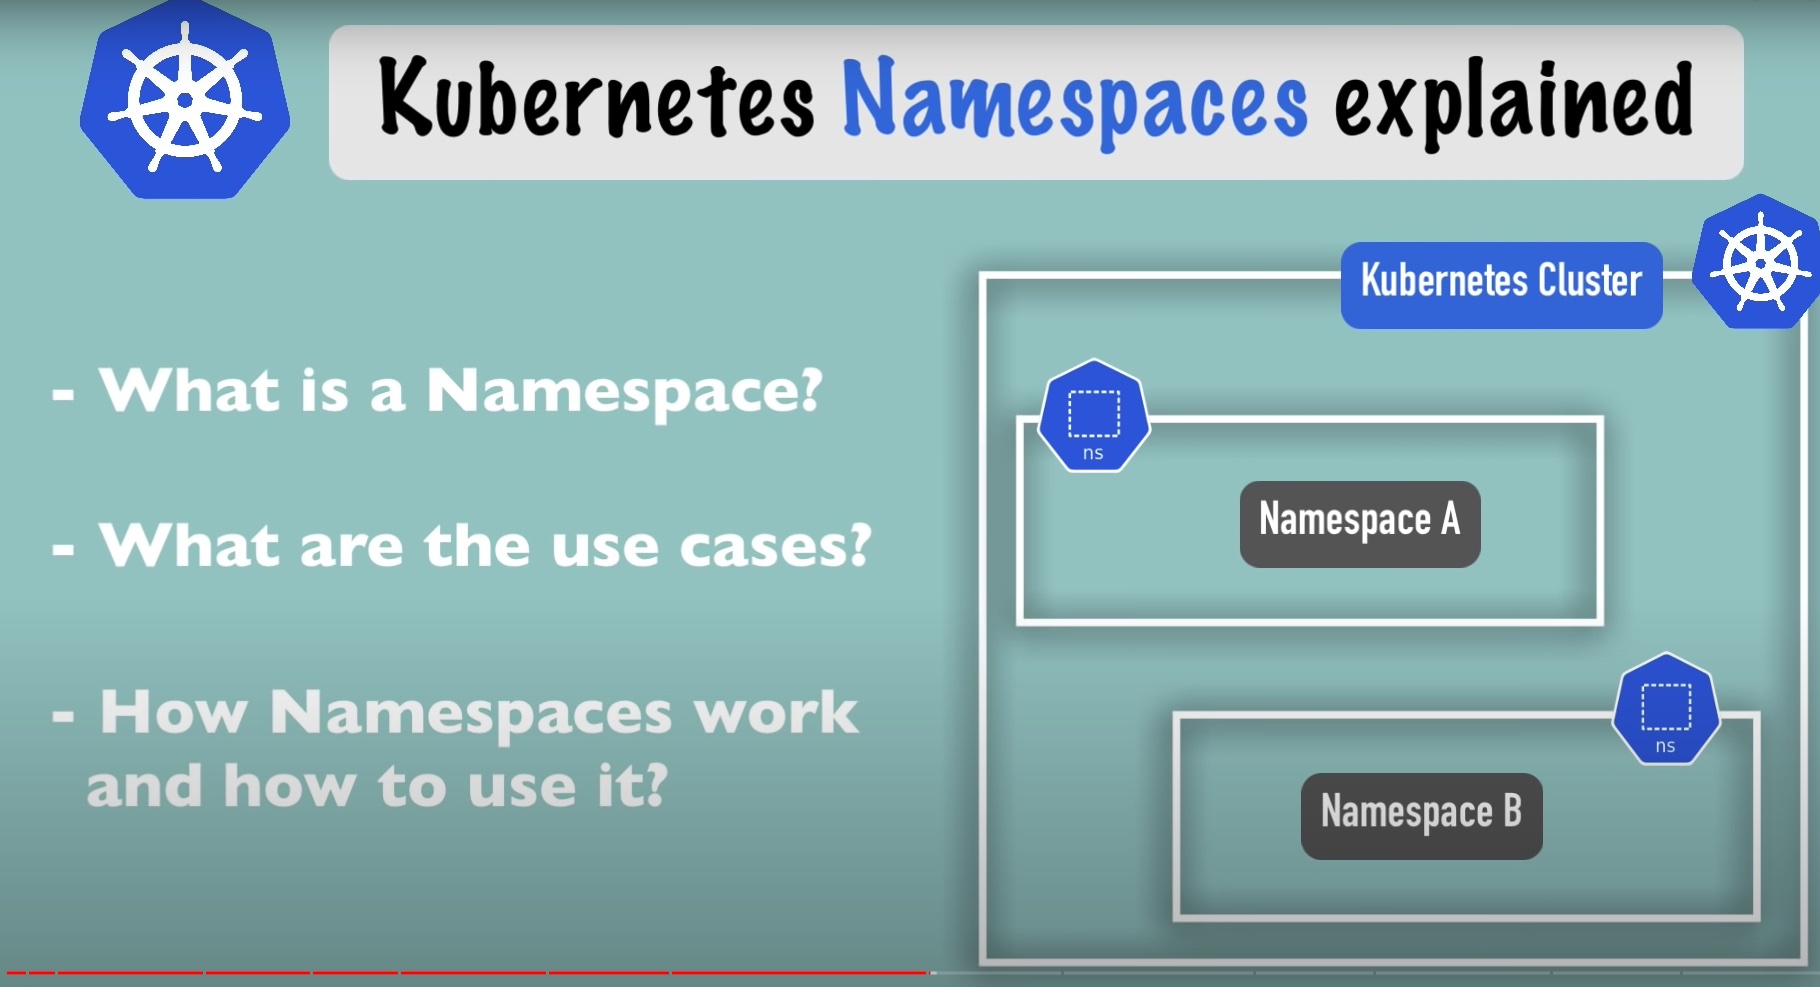 Kubernetes Namespaces explained
Kubernetes Cluster
- What is a Namespace?
ns
Namespace A
- What are the use cases?
- How Namespaces work
and how to use it?
ns
Namespace B